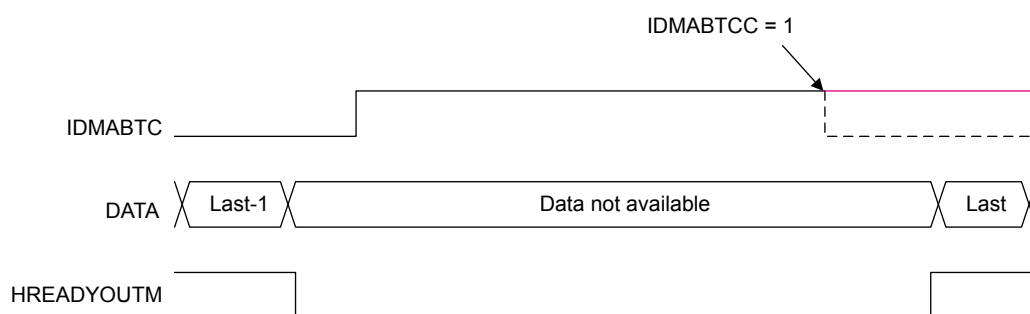 IDMABTCC = 1
IDMABTC
DATA Last-1 Data not available Last
HREADYOUTM